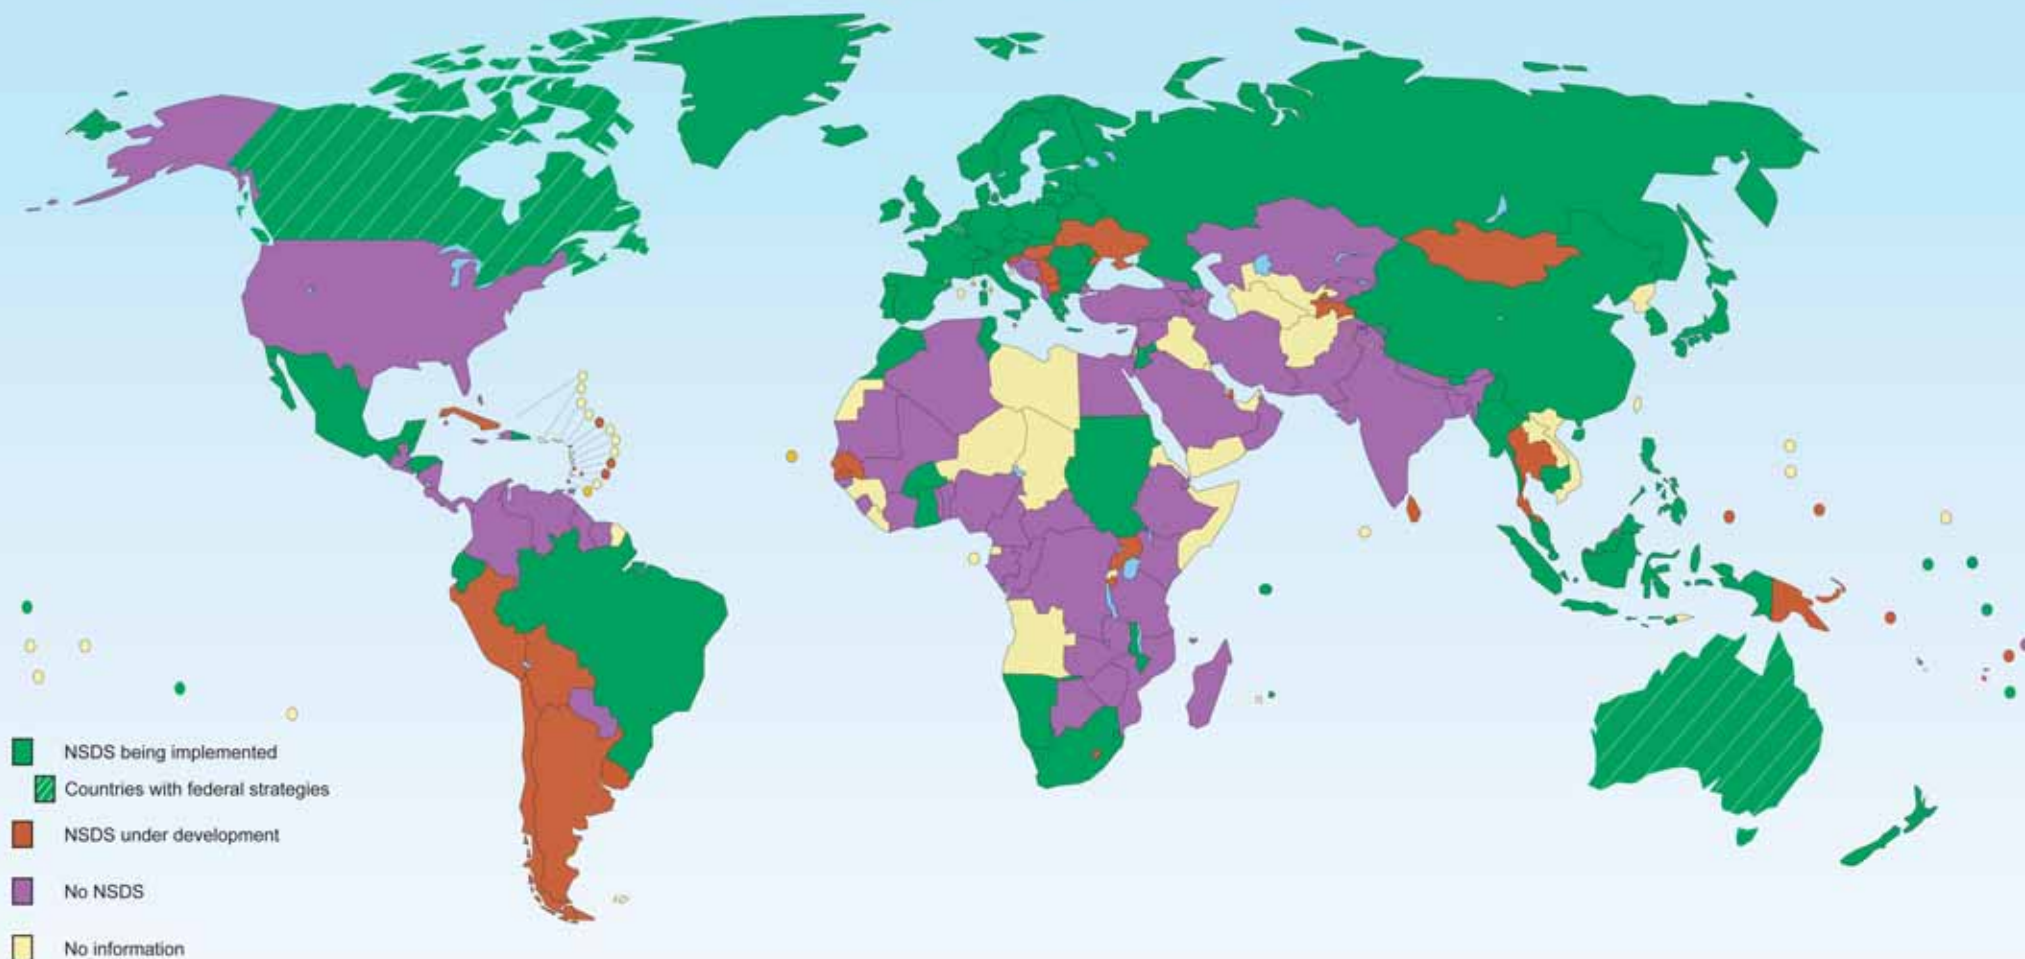 NSDS being implemented
Countries with federal strategies
NSDS under development
No NSDS
No information